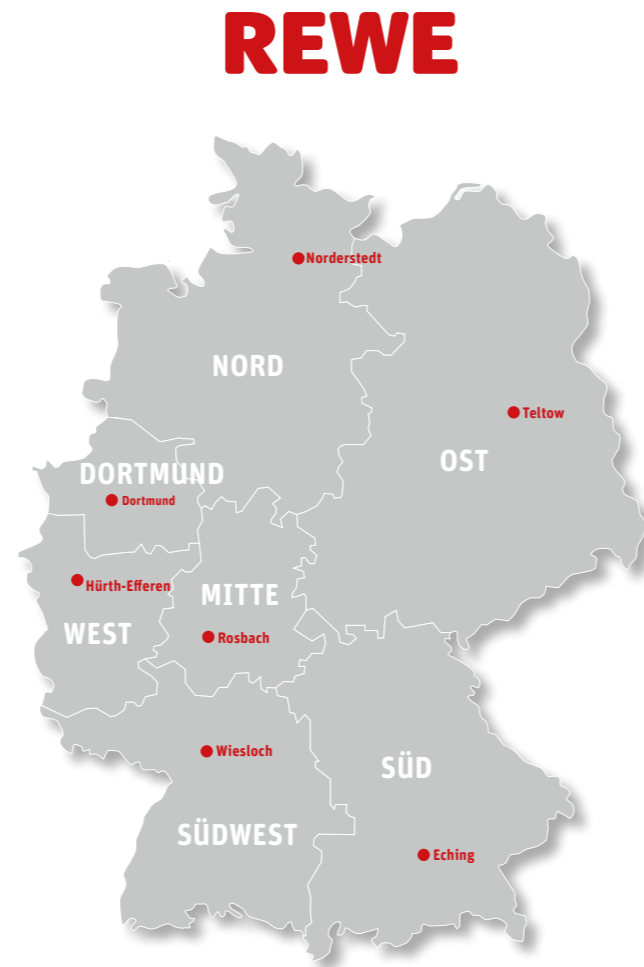 REWE
Norderstedt
NORD
Teltow
OST
DORTMUND
Dortmund
Hürth-Efferen
MITTE
WEST
Rosbach
Wiesloch
SÜD
SÜDWEST
Eching